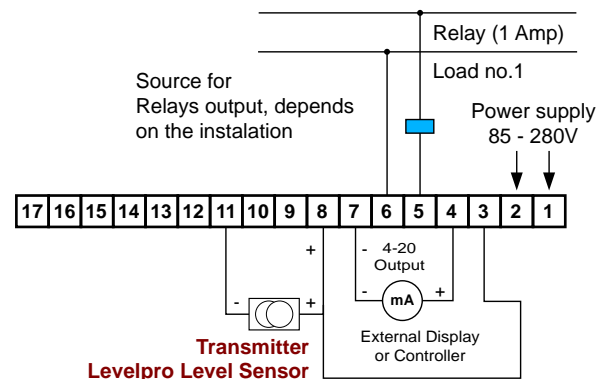 Relay (1 Amp)
Load no.1
Source for
Relays output, depends
on the instalation
Power supply
85 - 280V
17 16 15 14 13 12 11 10 9 8 7 6 5 4 3 2 1
+ - 4-20
Output
- + - mA +
External Display
or Controller
Transmitter
Levelpro Level Sensor